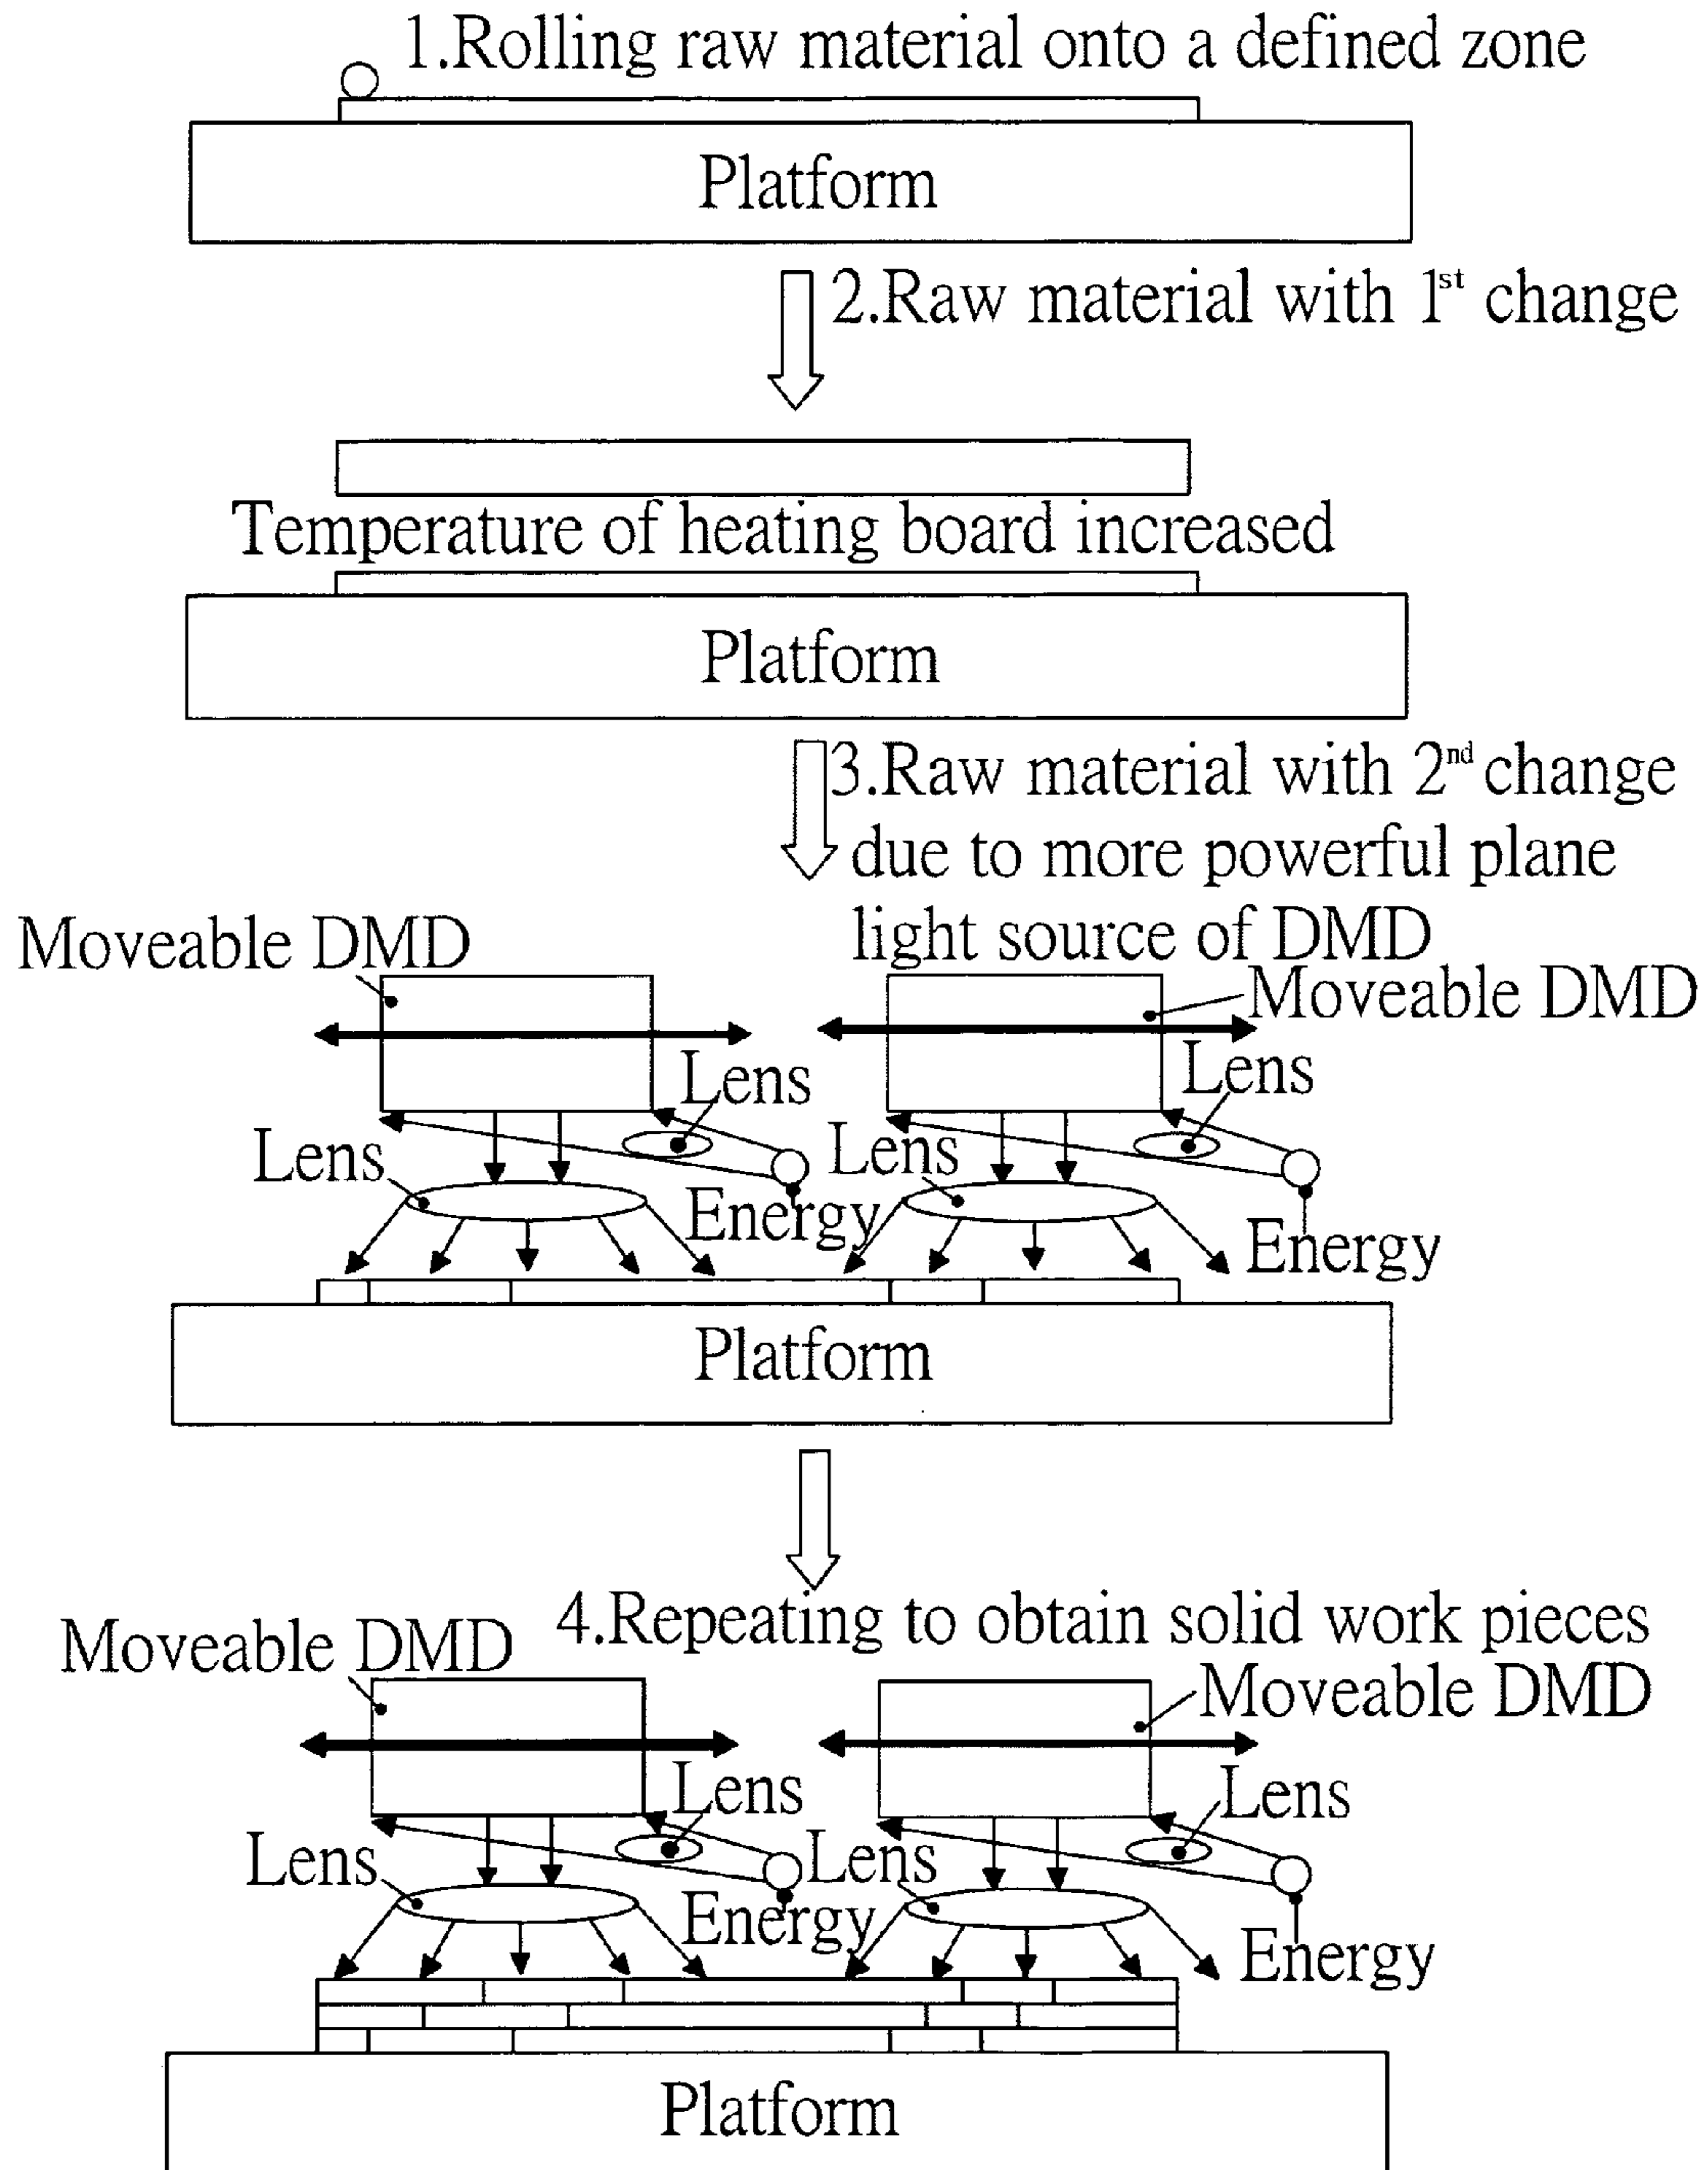 1.Rolling raw material onto a defined zone
Platform
2.Raw material with 1st change
Temperature of heating board increased
Platform
3.Raw material with 2nd change
due to more powerful plane
light source of DMD
Moveable DMD
Moveable DMD
Lens
Lens
Lens
Lens
Energy
Energy
Platform
4.Repeating to obtain solid work pieces
Moveable DMD
Moveable DMD
Lens
Lens
Lens
Lens
Energy
Energy
Platform